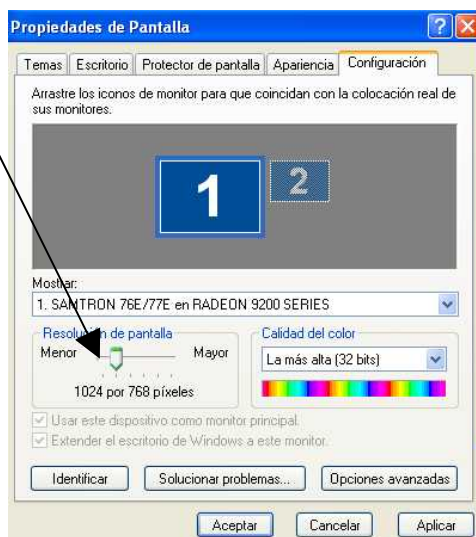 Propiedades de Pantalla
Temas Escritorio Protector de pantalla Apariencia Configuración
Arrastre los iconos de monitor para que coincidan con la colocación real de
sus monitores.
1 2
Mostrar:
1. SAMTRON 76E/77E en RADEON 9200 SERIES
Resolución de pantalla
Menor Mayor
1024 por 768 píxeles
Calidad del color
La más alta (32 bits)
Usar este dispositivo como monitor principal.
Extender el escritorio de Windows a este monitor.
Identificar Solucionar problemas... Opciones avanzadas
Aceptar Cancelar Aplicar